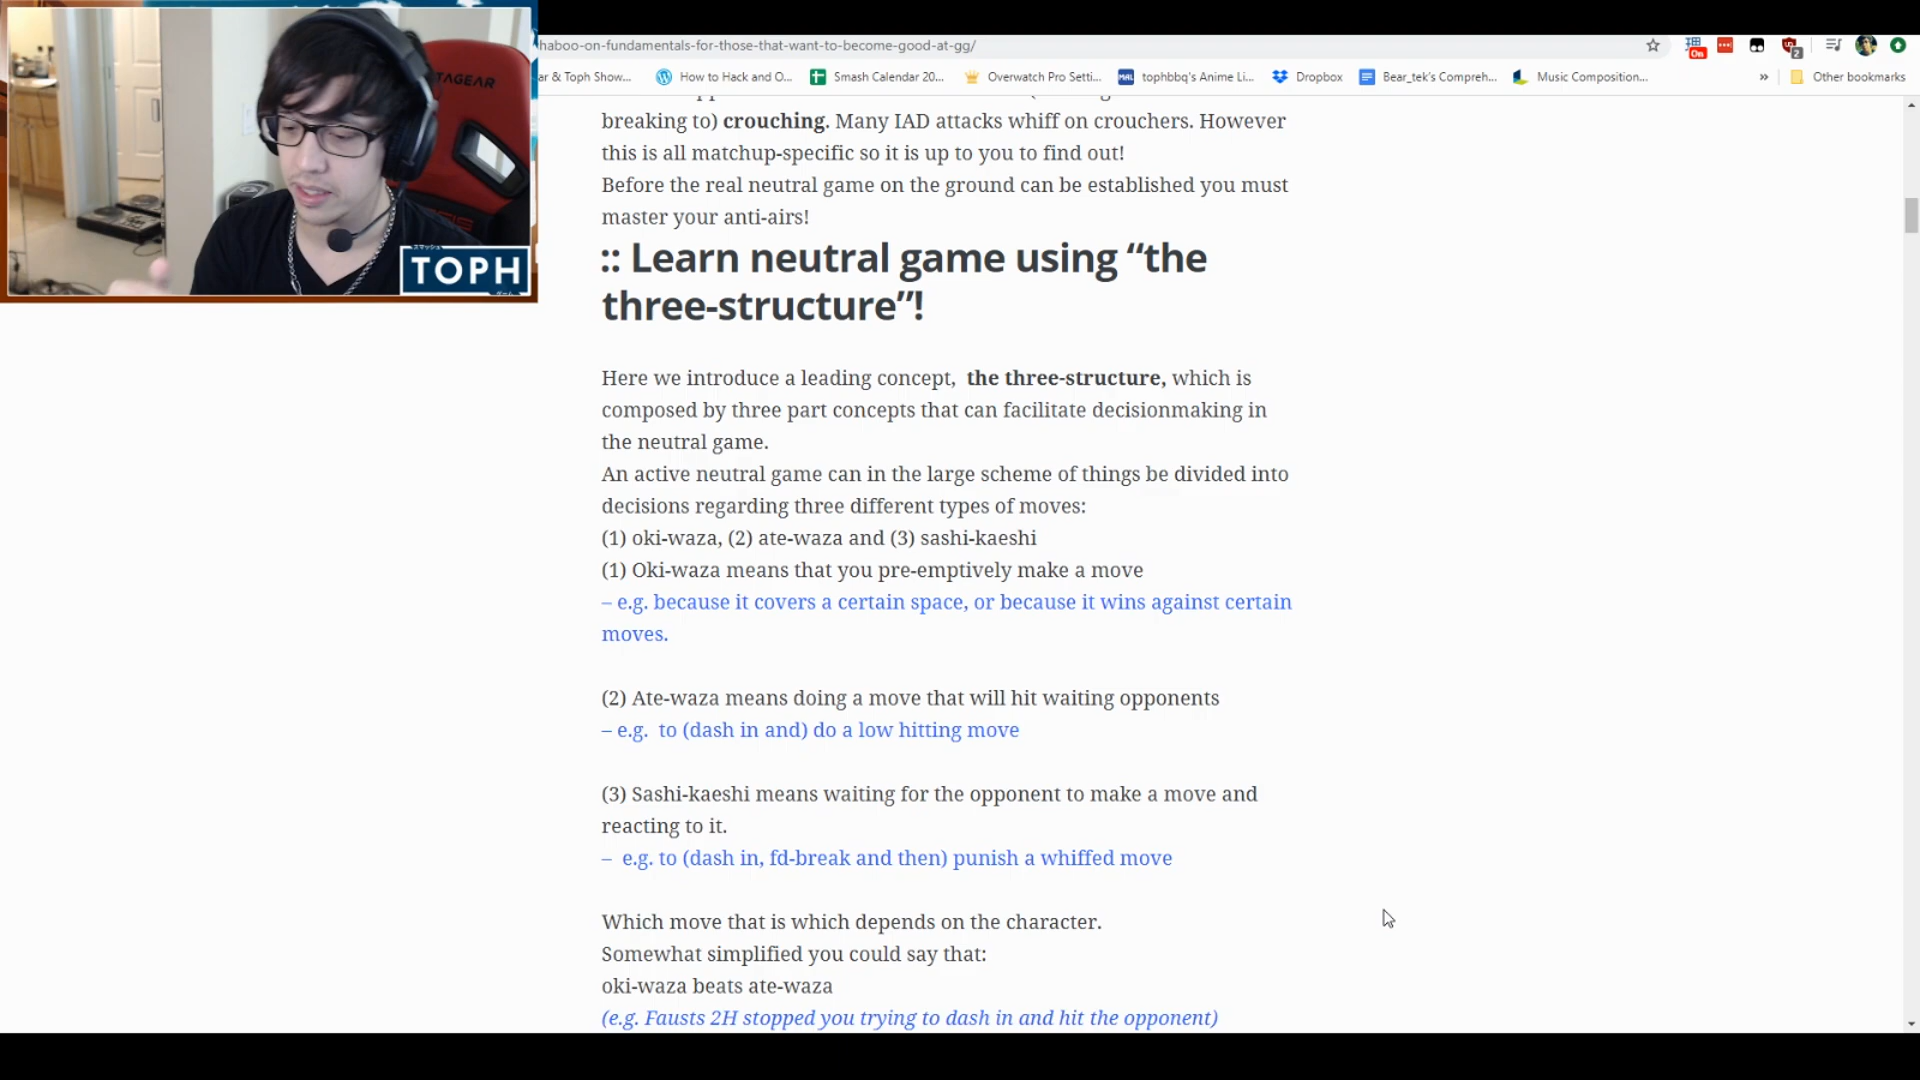 haboo-on-fundamentals-for-those-that-want-to-become-good-at-gg/
On
2
ar & Toph Show...
How to Hack and O...
Smash Calendar 20...
Overwatch Pro Setti...
MAL
tophbbq's Anime Li...
Dropbox
Bear_tek's Compreh...
Music Composition...
»
Other bookmarks
TAGEAR
スマッシュ
TOPH
breaking to) crouching. Many IAD attacks whiff on crouchers. However
this is all matchup-specific so it is up to you to find out!
Before the real neutral game on the ground can be established you must
master your anti-airs!
:: Learn neutral game using “the
three-structure”!
Here we introduce a leading concept,  the three-structure, which is
composed by three part concepts that can facilitate decisionmaking in
the neutral game.
An active neutral game can in the large scheme of things be divided into
decisions regarding three different types of moves:
(1) oki-waza, (2) ate-waza and (3) sashi-kaeshi
(1) Oki-waza means that you pre-emptively make a move
– e.g. because it covers a certain space, or because it wins against certain
moves.
(2) Ate-waza means doing a move that will hit waiting opponents
– e.g.  to (dash in and) do a low hitting move
(3) Sashi-kaeshi means waiting for the opponent to make a move and
reacting to it.
–  e.g. to (dash in, fd-break and then) punish a whiffed move
Which move that is which depends on the character.
Somewhat simplified you could say that:
oki-waza beats ate-waza
(e.g. Fausts 2H stopped you trying to dash in and hit the opponent)